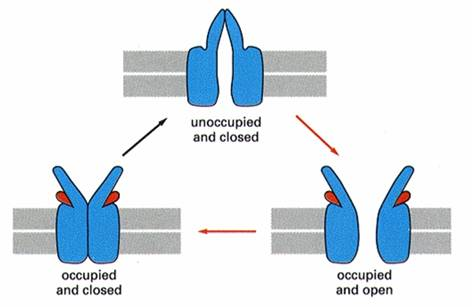 unoccupied
and closed
occupied
and closed
occupied
and open